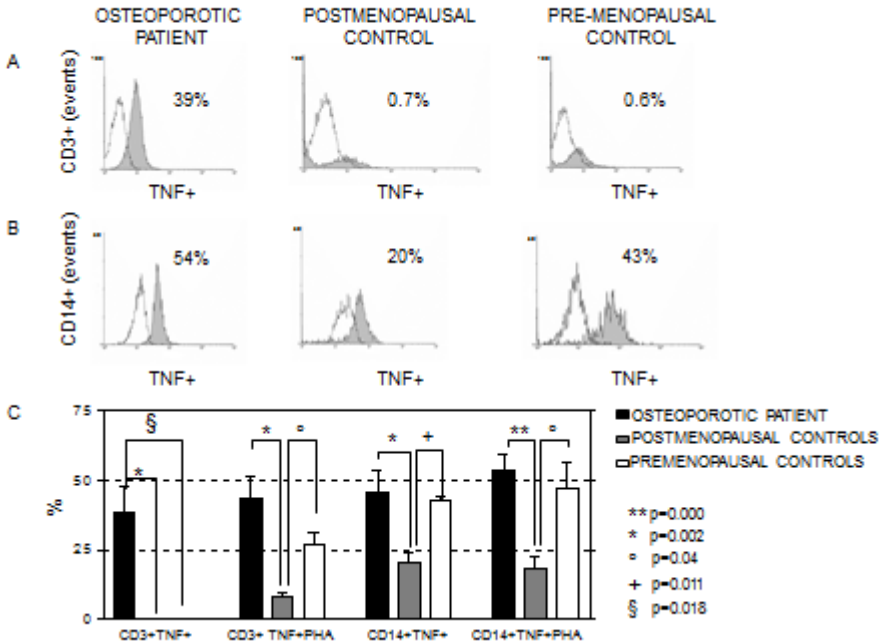 OSTEOPOROTIC PATIENT
POSTMENOPAUSAL CONTROL
PRE-MENOPAUSAL CONTROL
A
CD3+ (events)
39%
0.7%
0.6%
TNF+
TNF+
TNF+
B
CD14+ (events)
54%
20%
43%
TNF+
TNF+
TNF+
C
%
75
50
25
0
§
*
*
¤
*
+
**
¤
CD3+TNF+
CD3+ TNF+PHA
CD14+TNF+
CD14+TNF+PHA
OSTEOPOROTIC PATIENT
POSTMENOPAUSAL CONTROLS
PREMENOPAUSAL CONTROLS
** p=0.000
* p=0.002
¤ p=0.04
+ p=0.011
§ p=0.018